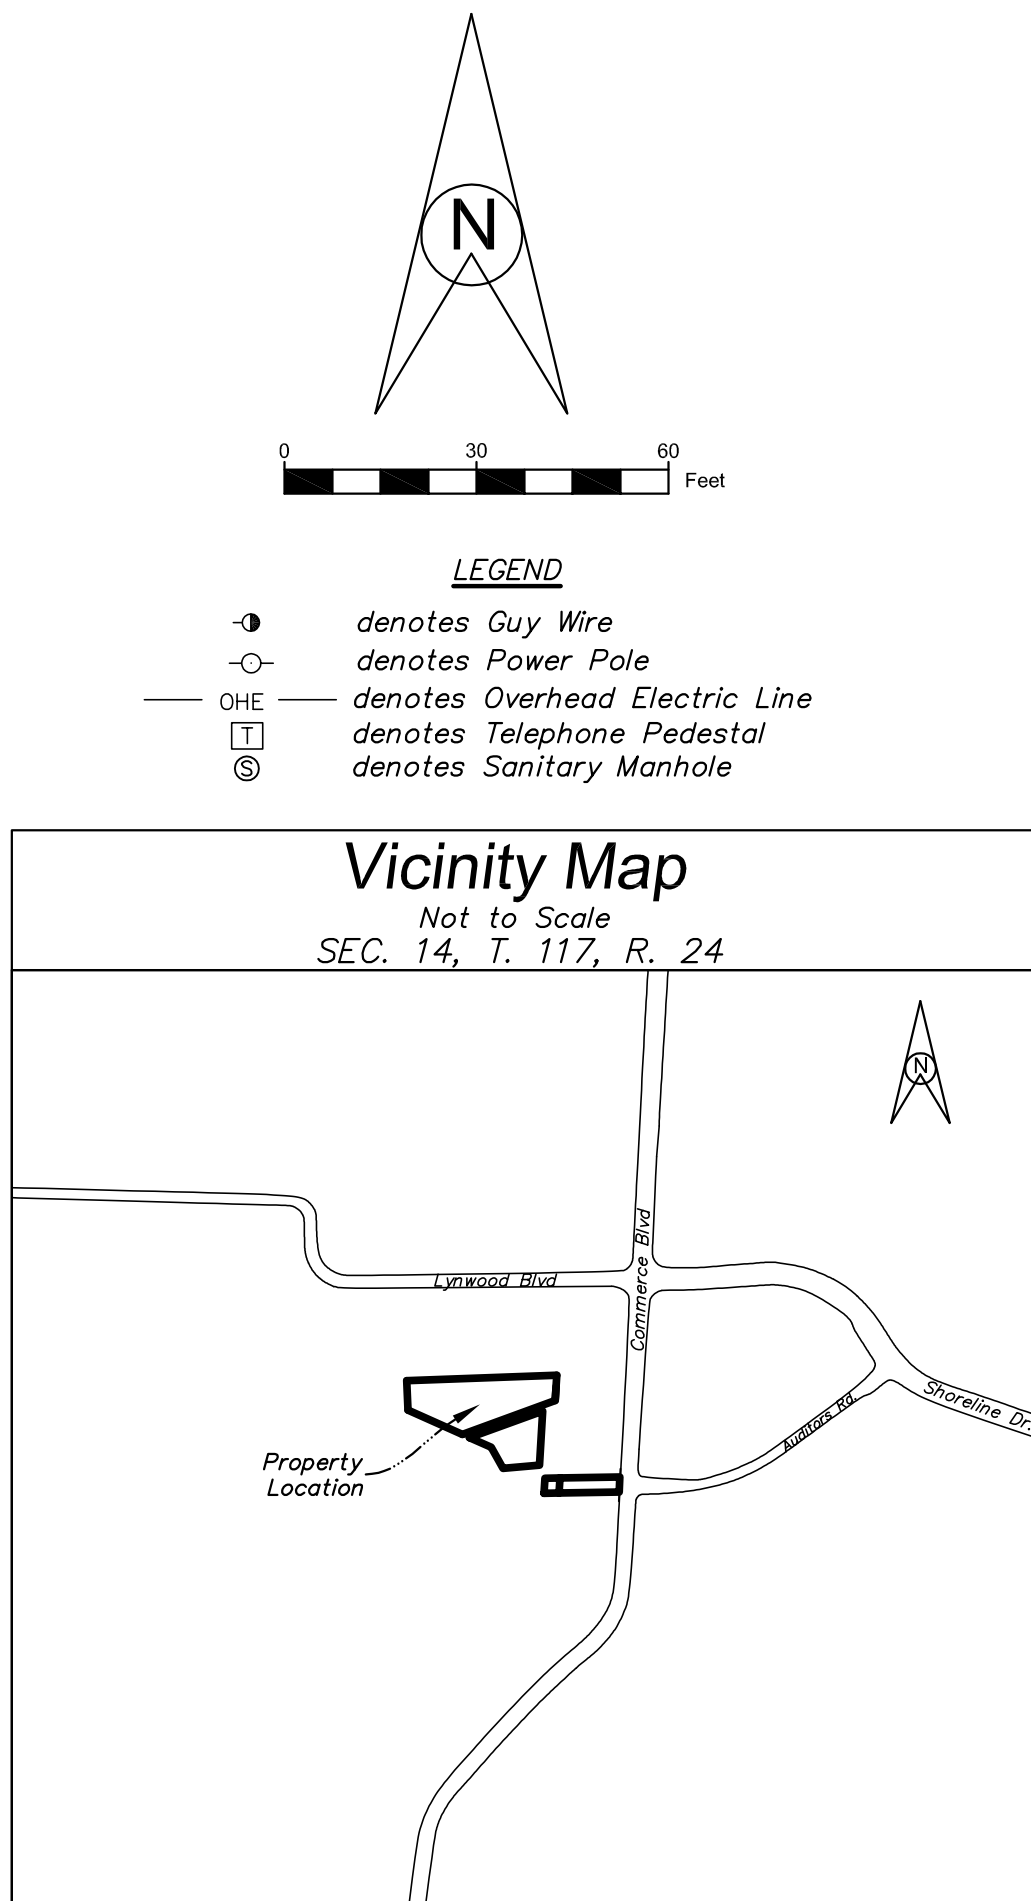 N
0 30 60
Feet
LEGEND
denotes Guy Wire
denotes Power Pole
OHE denotes Overhead Electric Line
T denotes Telephone Pedestal
S denotes Sanitary Manhole
Vicinity Map
Not to Scale
SEC. 14, T. 117, R. 24
N
Commerce Blvd
Lynwood Blvd
Shoreline Dr.
Auditors Rd.
Property
Location